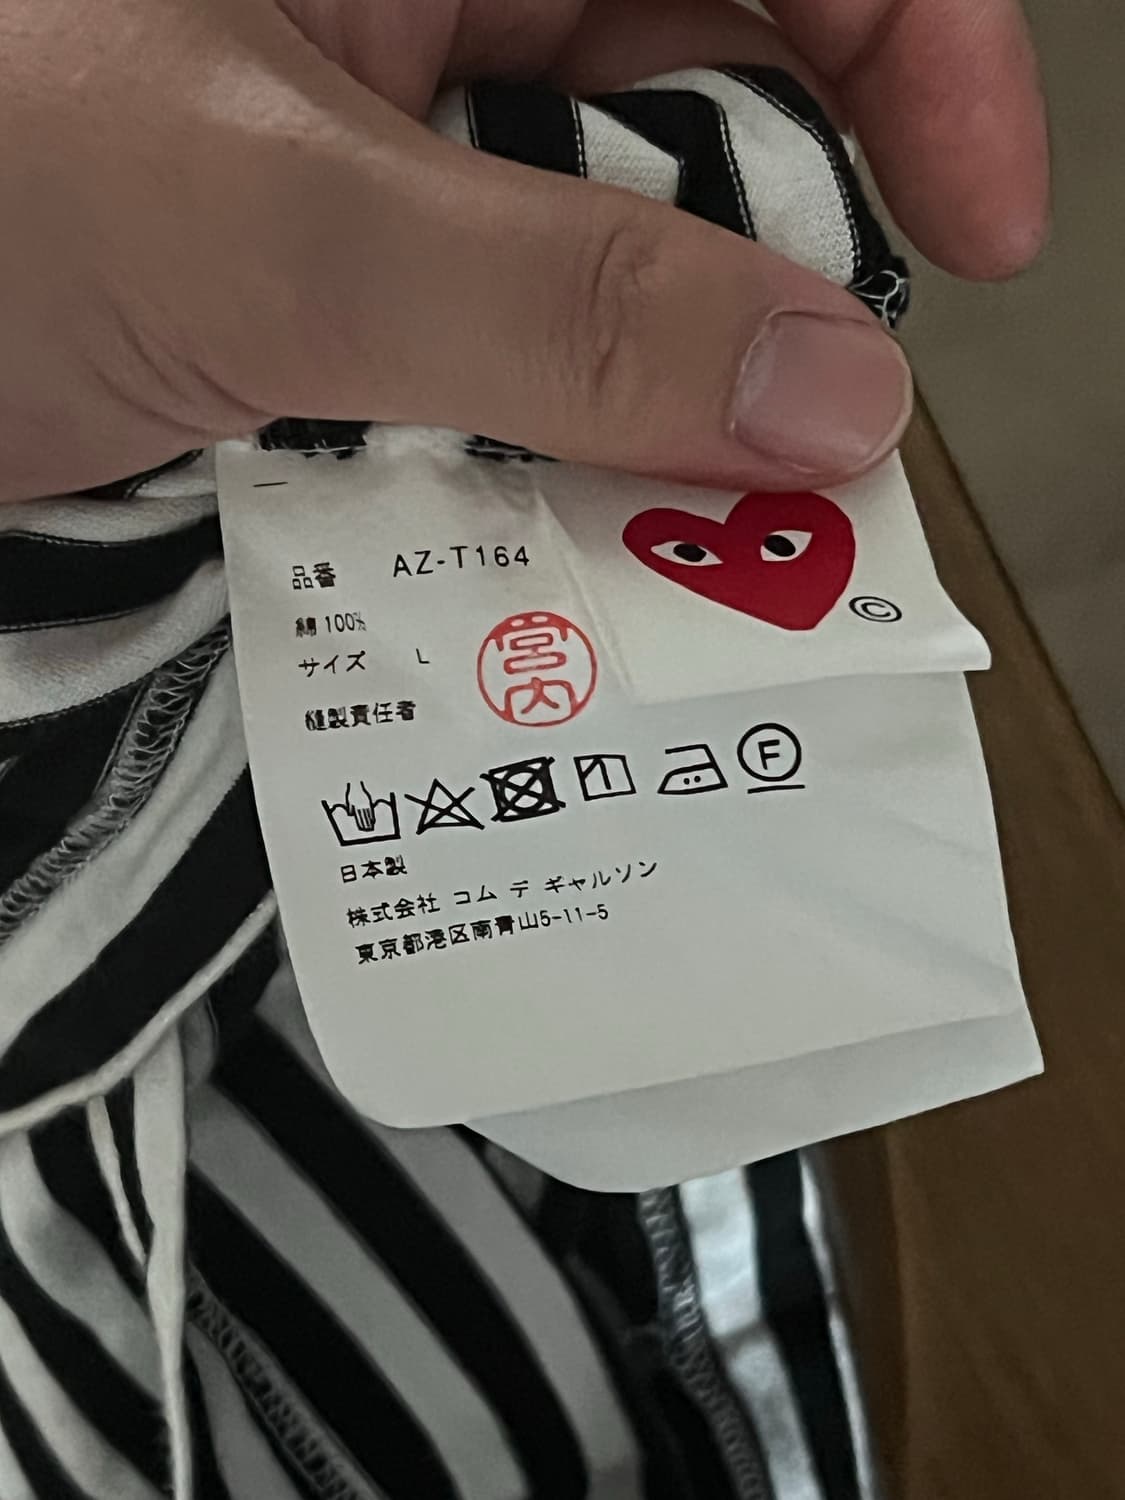 品番 AZ-T164
綿 100%
サイズ L
縫製責任者 宮内
©
F
日本製
株式会社 コム デ ギャルソン
東京都港区南青山5-11-5